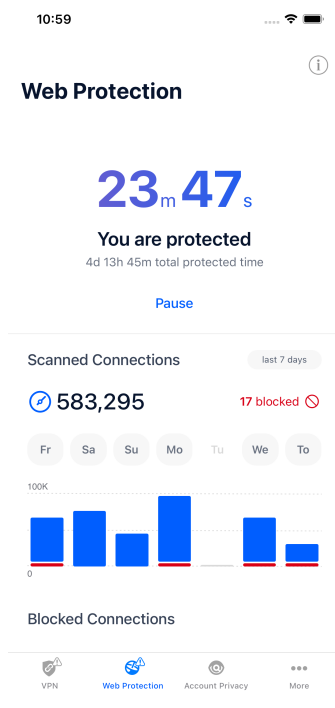 10:59
Web Protection
23m 47s
You are protected
4d 13h 45m total protected time
Pause
Scanned Connections last 7 days
583,295 17 blocked
Fr Sa Su Mo Tu We To
100K
0
Blocked Connections
VPN Web Protection Account Privacy More